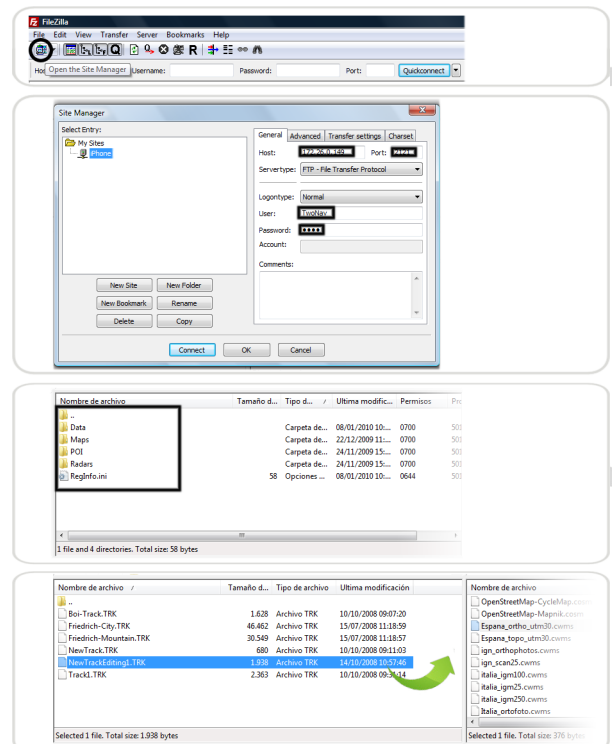 FileZilla
File Edit View Transfer Server Bookmarks Help
Open the Site Manager Username: Password: Port: Quickconnect
Site Manager
Select Entry:
My Sites
iPhone
New Site New Folder
New Bookmark Rename
Delete Copy
General Advanced Transfer settings Charset
Host: 172.26.0.149 Port: 2121
Servertype: FTP - File Transfer Protocol
Logontype: Normal
User: TwoNav
Password:
Account:
Comments:
Connect OK Cancel
Nombre de archivo Tamaño d... Tipo d... Ultima modific... Permisos
..
Data Carpeta de... 08/01/2010 10:... 0700
Maps Carpeta de... 22/12/2009 11:... 0700
POI Carpeta de... 24/11/2009 15:... 0700
Radars Carpeta de... 24/11/2009 15:... 0700
RegInfo.ini 58 Opciones ... 08/01/2010 10:... 0644
1 file and 4 directories. Total size: 58 bytes
Nombre de archivo Tamaño d... Tipo de archivo Ultima modificación
..
Boi-Track.TRK 1.628 Archivo TRK 10/10/2008 09:07:20
Friedrich-City.TRK 46.462 Archivo TRK 15/07/2008 11:18:59
Friedrich-Mountain.TRK 30.549 Archivo TRK 15/07/2008 11:18:57
NewTrack.TRK 680 Archivo TRK 10/10/2008 09:11:03
NewTrackEditing1.TRK 1.938 Archivo TRK 14/10/2008 10:57:46
Track1.TRK 2.363 Archivo TRK 10/10/2008 09:31:14
Selected 1 file. Total size: 1.938 bytes
Nombre de archivo
OpenStreetMap-CycleMap.cwms
OpenStreetMap-Mapnik.cwms
Espana_ortho_utm30.cwms
Espana_topo_utm30.cwms
ign_orthophotos.cwms
ign_scan25.cwms
italia_igm100.cwms
italia_igm25.cwms
italia_igm250.cwms
Italia_ortofoto.cwms
Selected 1 file. Total size: 376 bytes